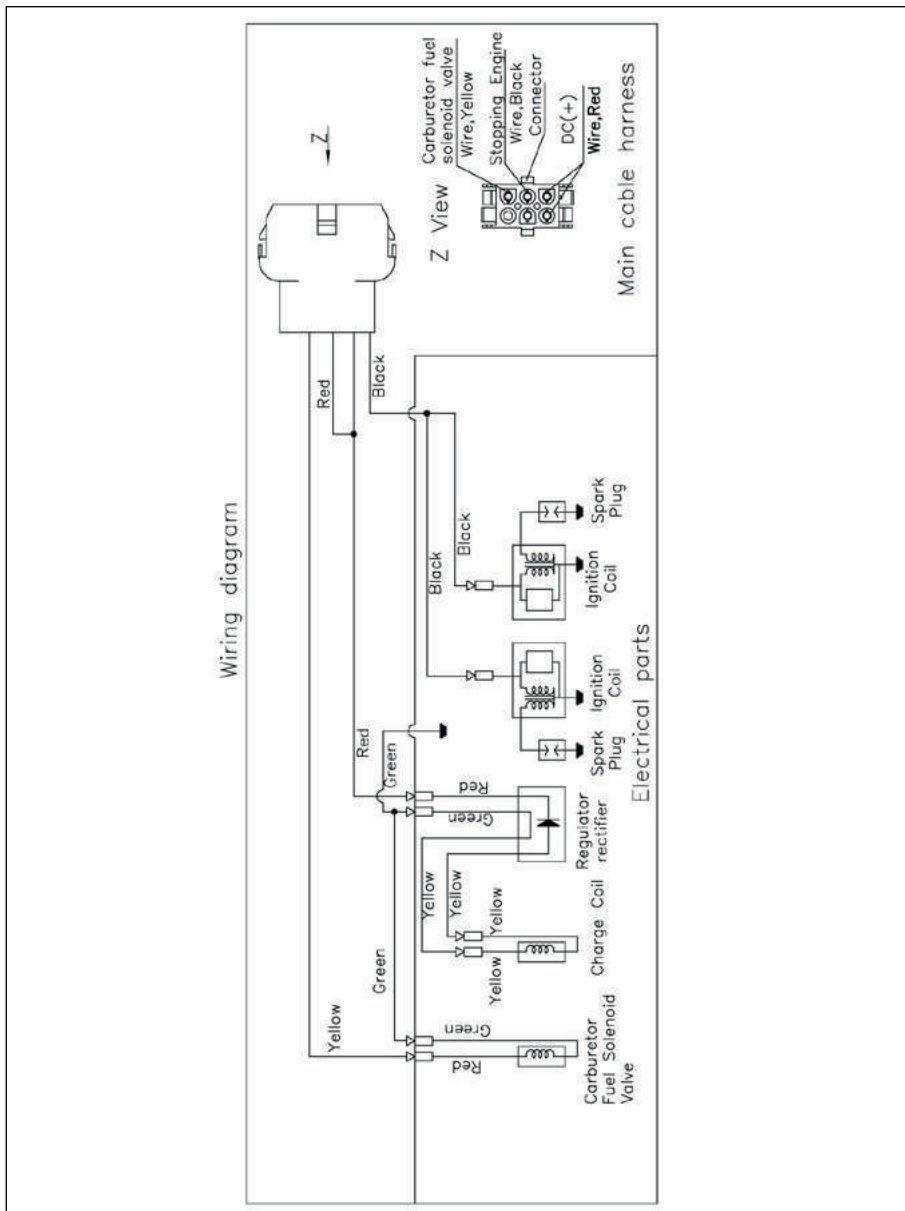 Wiring diagram
Z
Z View
Carburetor fuel
solenoid valve
Wire,Yellow
Stopping Engine
Wire,Black
Connector
DC(+)
Wire,Red
Main cable harness
Red
Black
Black
Black
Red
Green
Green
Yellow
Red
Green
Yellow
Yellow
Yellow
Yellow
Green
Red
Carburetor
Fuel Solenoid
Valve
Charge Coil
Regulator
rectifier
Spark
Plug
Ignition
Coil
Ignition
Coil
Spark
Plug
Electrical parts